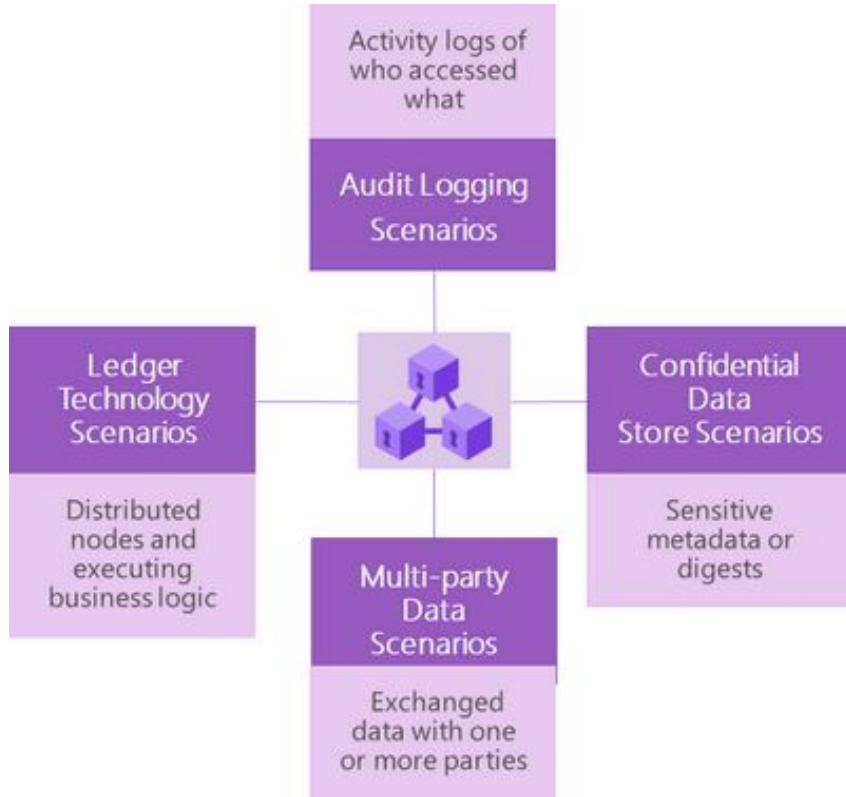 Activity logs of
who accessed
what
Audit Logging
Scenarios
Ledger
Technology
Scenarios
Distributed
nodes and
executing
business logic
Confidential
Data
Store Scenarios
Sensitive
metadata or
digests
Multi-party
Data
Scenarios
Exchanged
data with one
or more parties